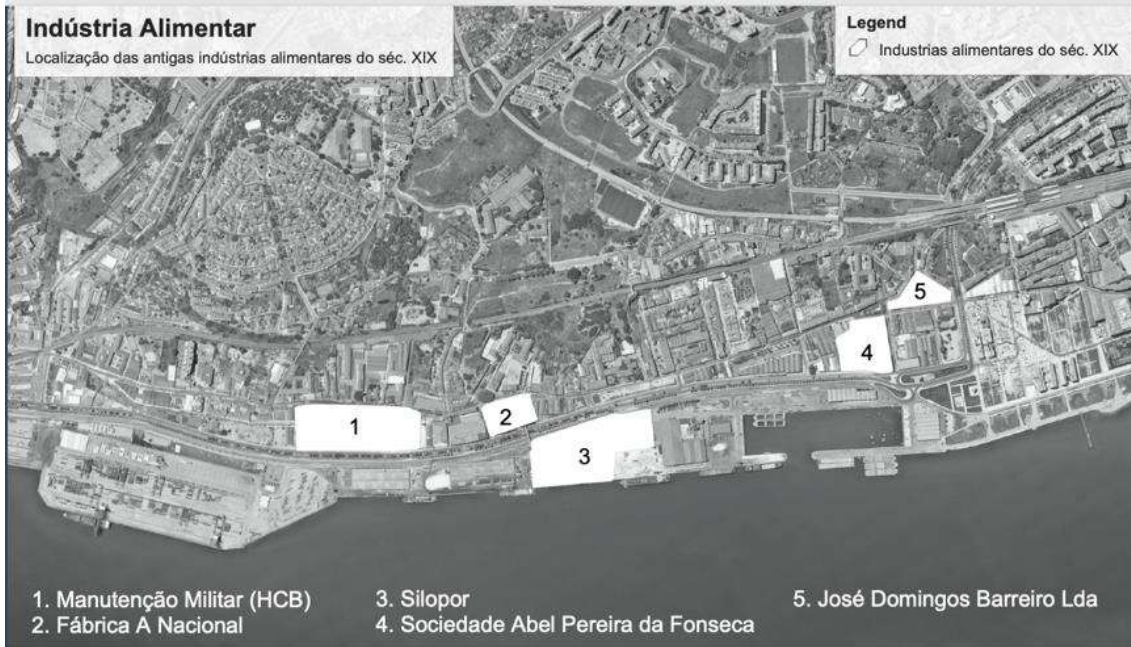 Indústria Alimentar
Localização das antigas indústrias alimentares do séc. XIX
Legend
Industrias alimentares do séc. XIX
5
4
2
1
3
1. Manutenção Militar (HCB)
2. Fábrica A Nacional
3. Silopor
4. Sociedade Abel Pereira da Fonseca
5. José Domingos Barreiro Lda